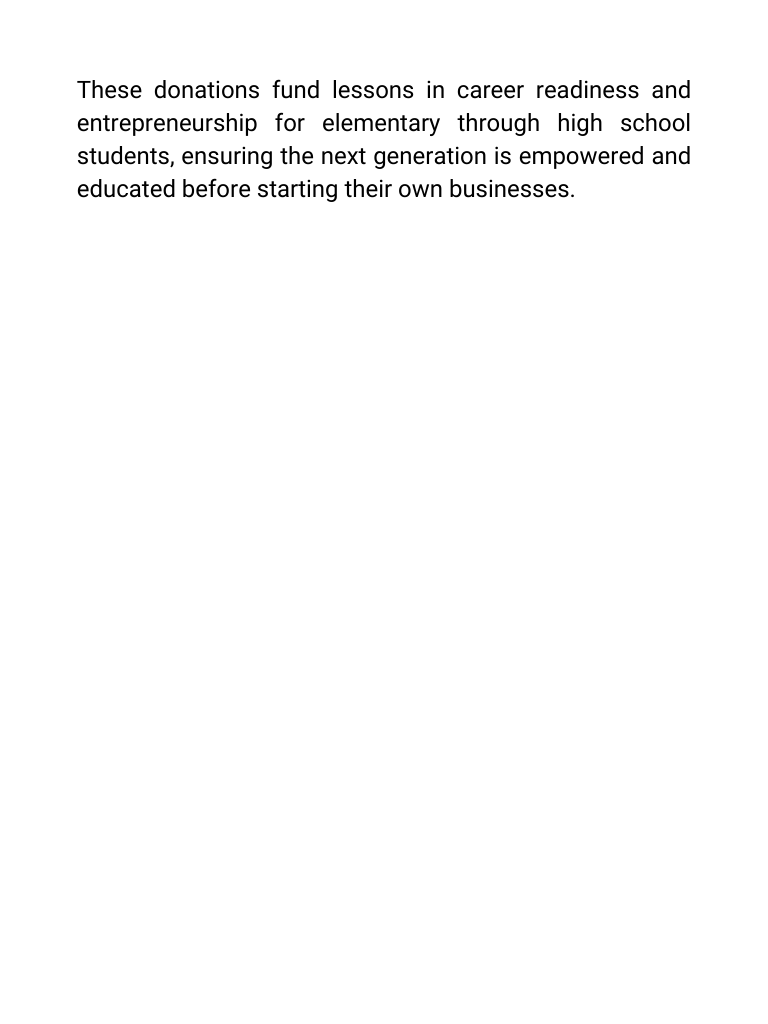 These donations fund lessons in career readiness and
entrepreneurship for elementary through high school
students, ensuring the next generation is empowered and
educated before starting their own businesses.